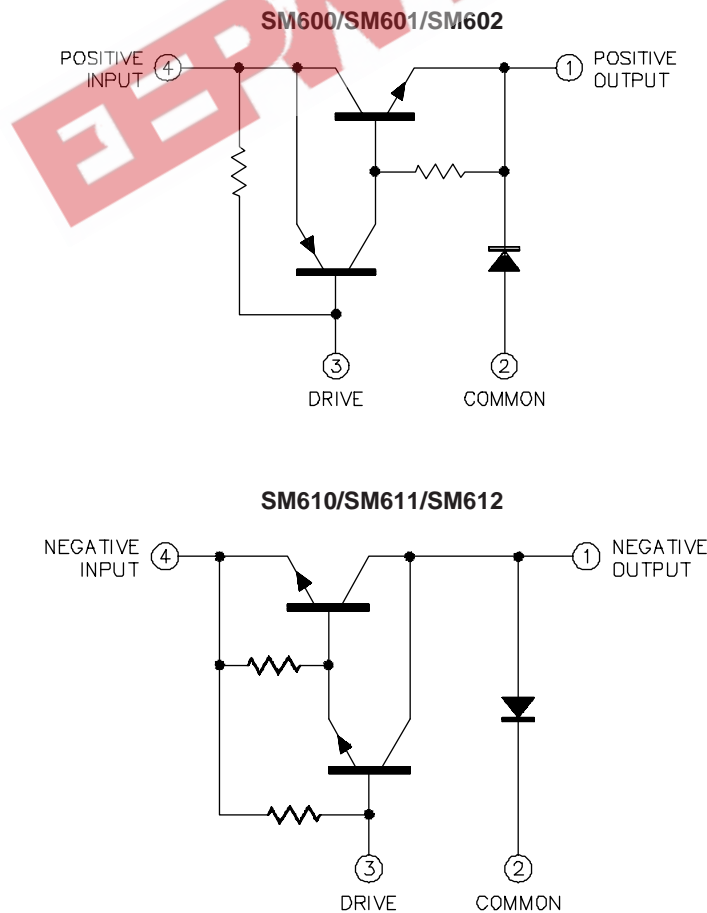 SM600/SM601/SM602
POSITIVE
INPUT
4
1
POSITIVE
OUTPUT
3
2
DRIVE
COMMON
SM610/SM611/SM612
NEGATIVE
INPUT
4
1
NEGATIVE
OUTPUT
3
2
DRIVE
COMMON